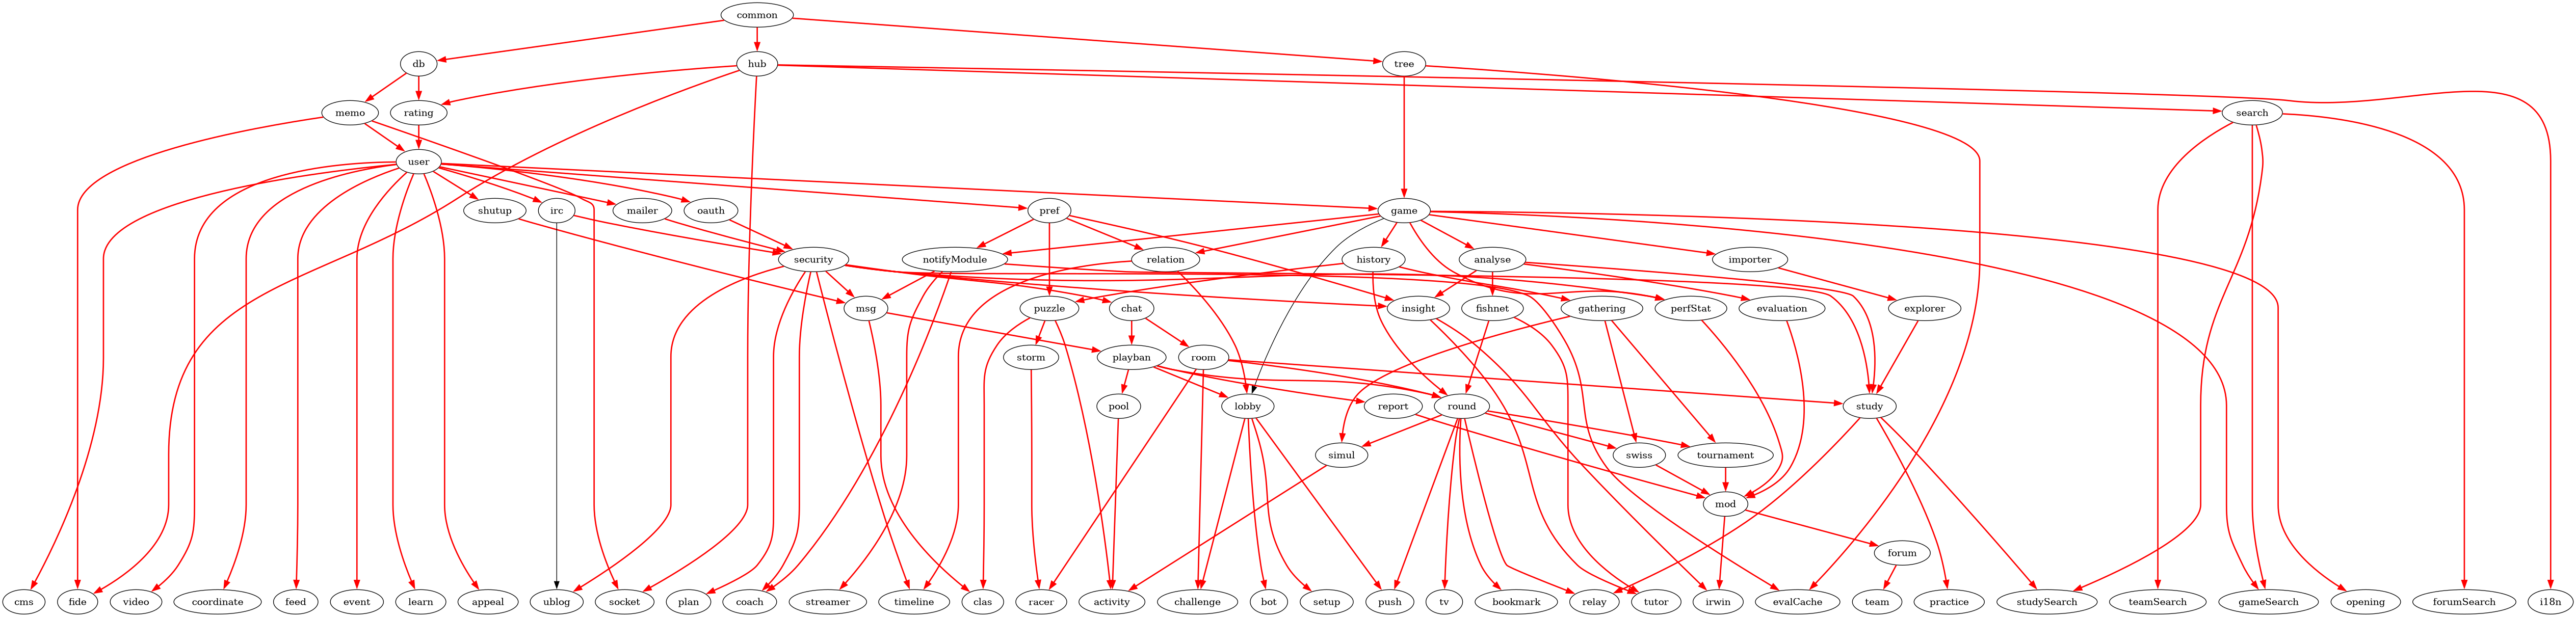 common
db
hub
tree
memo
rating
search
user
shutup
irc
mailer
oauth
pref
game
security
notifyModule
relation
history
analyse
importer
msg
puzzle
chat
insight
fishnet
gathering
perfStat
evaluation
explorer
storm
playban
room
pool
lobby
report
round
study
simul
swiss
tournament
mod
forum
cms
fide
video
coordinate
feed
event
learn
appeal
ublog
socket
plan
coach
streamer
timeline
clas
racer
activity
challenge
bot
setup
push
tv
bookmark
relay
tutor
irwin
evalCache
team
practice
studySearch
teamSearch
gameSearch
opening
forumSearch
i18n